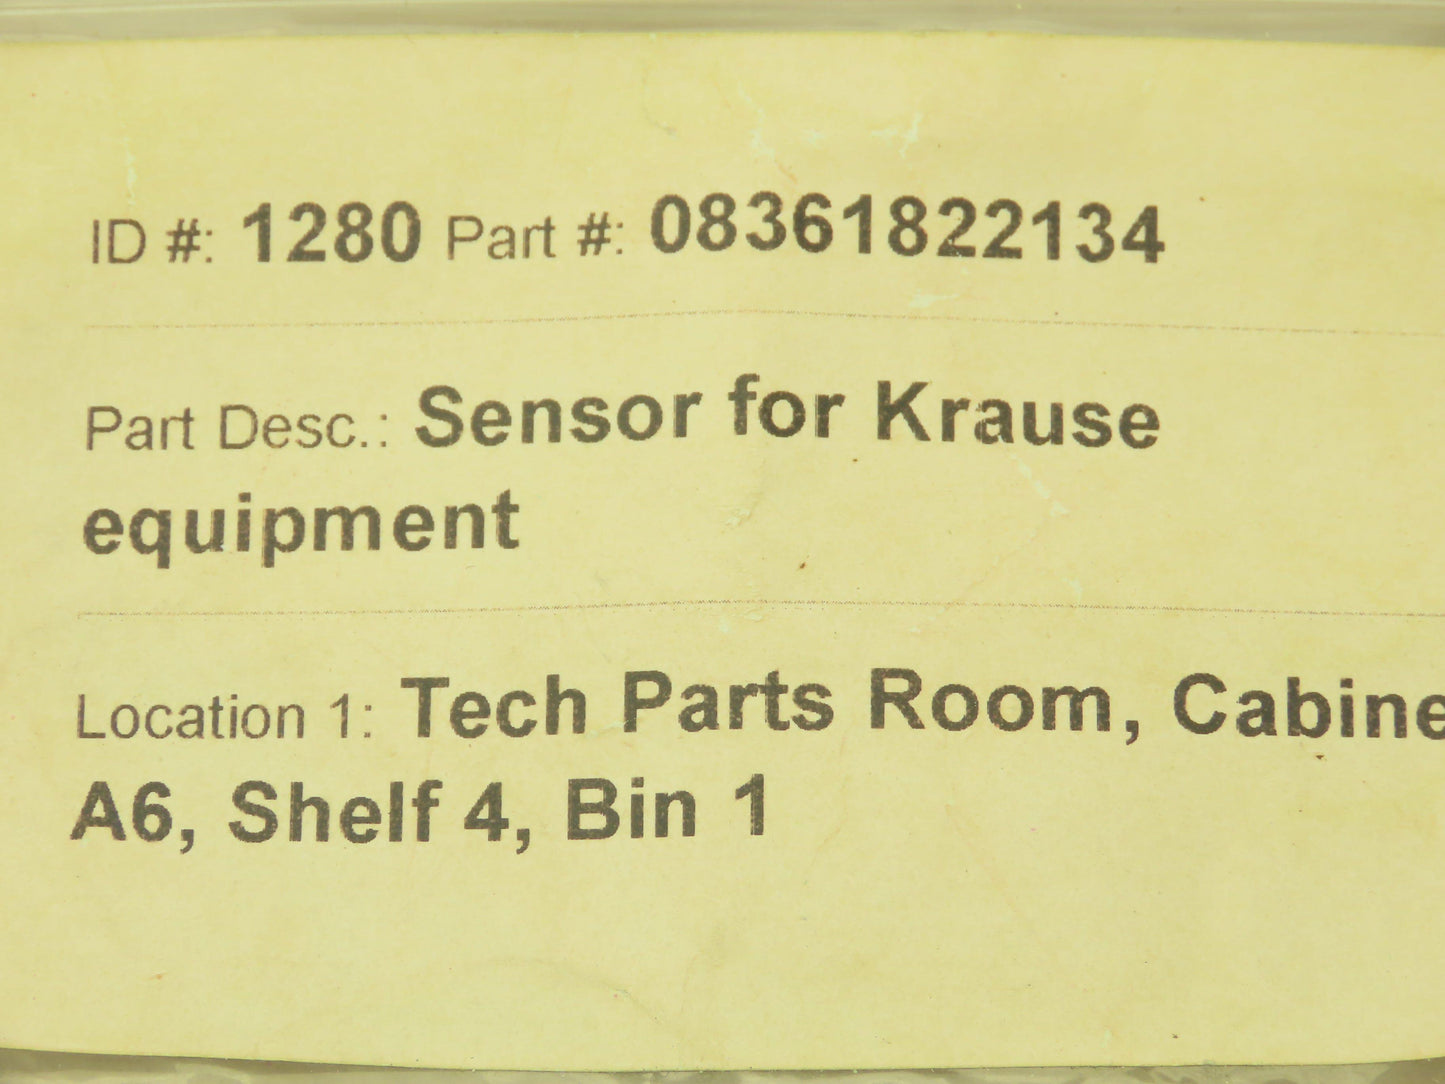 ID #: 1280 Part #: 08361822134
Part Desc.: Sensor for Krause
equipment
Location 1: Tech Parts Room, Cabine
A6, Shelf 4, Bin 1